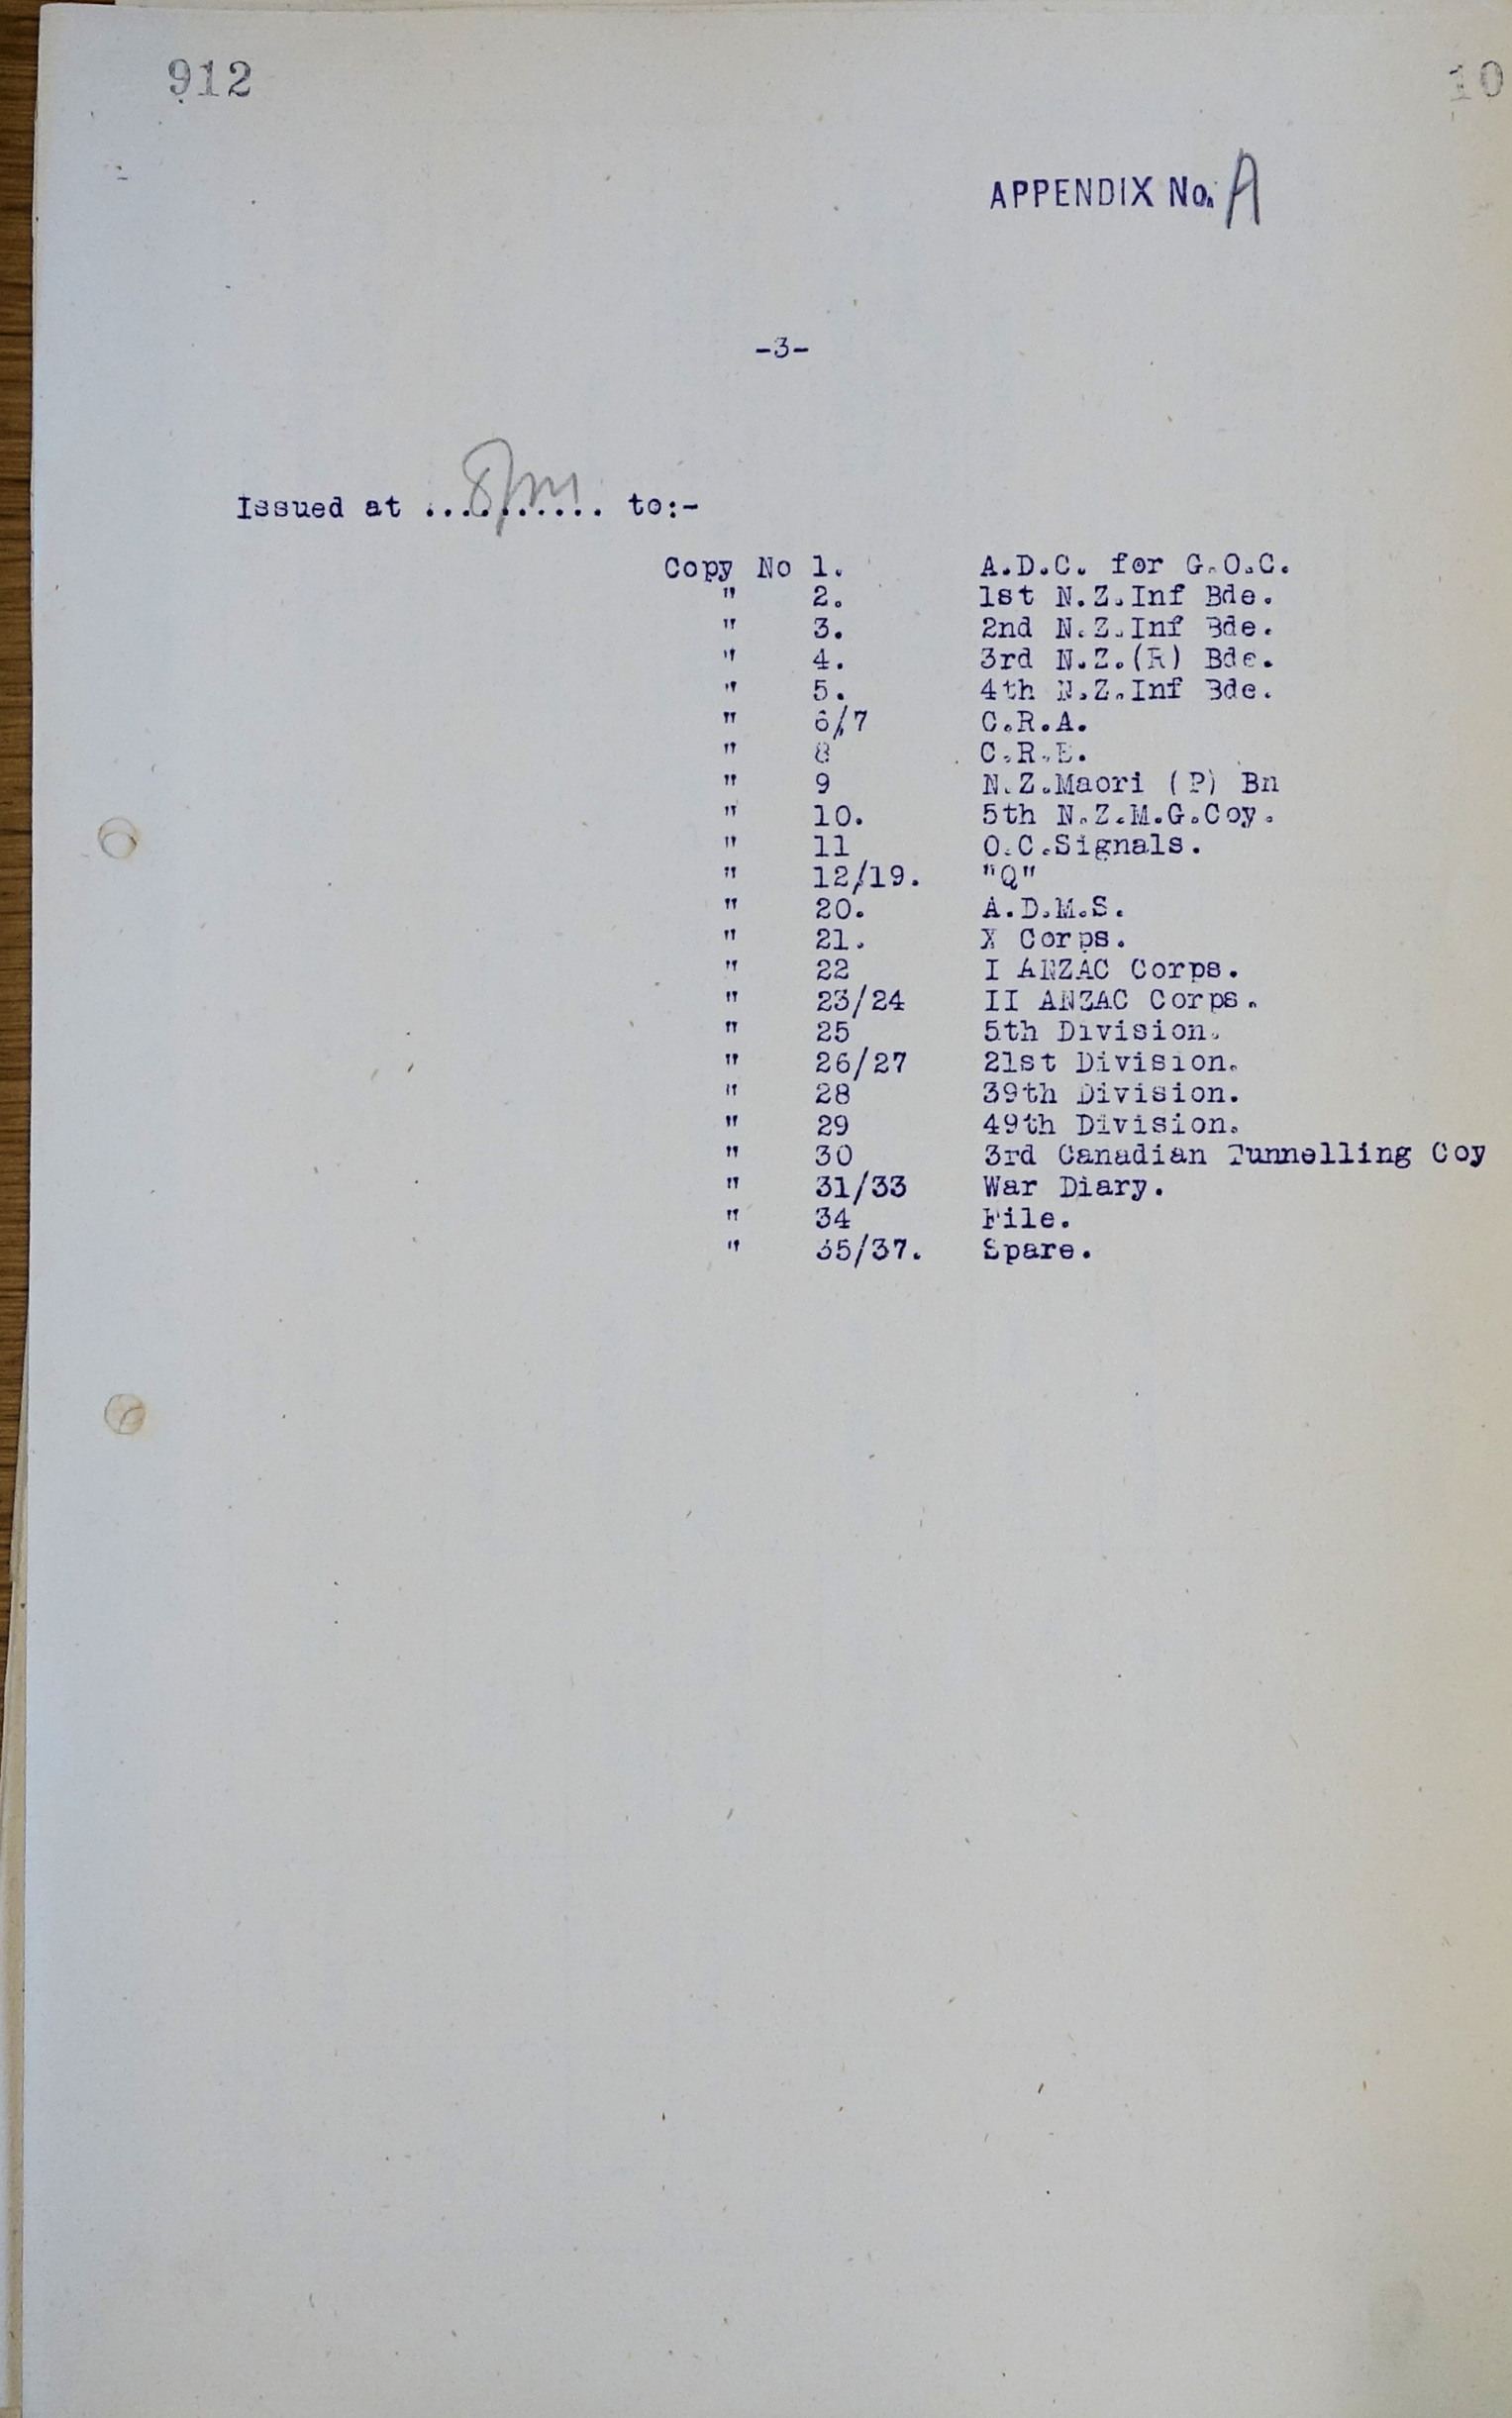 912 10
APPENDIX No. A
-3-
Issued at .......... 8pm to:-
Copy No 1. A.D.C. for G.O.C.
" 2. 1st N.Z.Inf Bde.
" 3. 2nd N.Z.Inf Bde.
" 4. 3rd N.Z.(R) Bde.
" 5. 4th N.Z.Inf Bde.
" 6/7 C.R.A.
" 8 C.R.E.
" 9 N.Z.Maori (P) Bn
" 10. 5th N.Z.M.G.Coy.
" 11 O.C.Signals.
" 12/19. "Q"
" 20. A.D.M.S.
" 21. X Corps.
" 22 I ANZAC Corps.
" 23/24 II ANZAC Corps.
" 25 5th Division.
" 26/27 21st Division.
" 28 39th Division.
" 29 49th Division.
" 30 3rd Canadian Tunnelling Coy
" 31/33 War Diary.
" 34 File.
" 35/37. Spare.